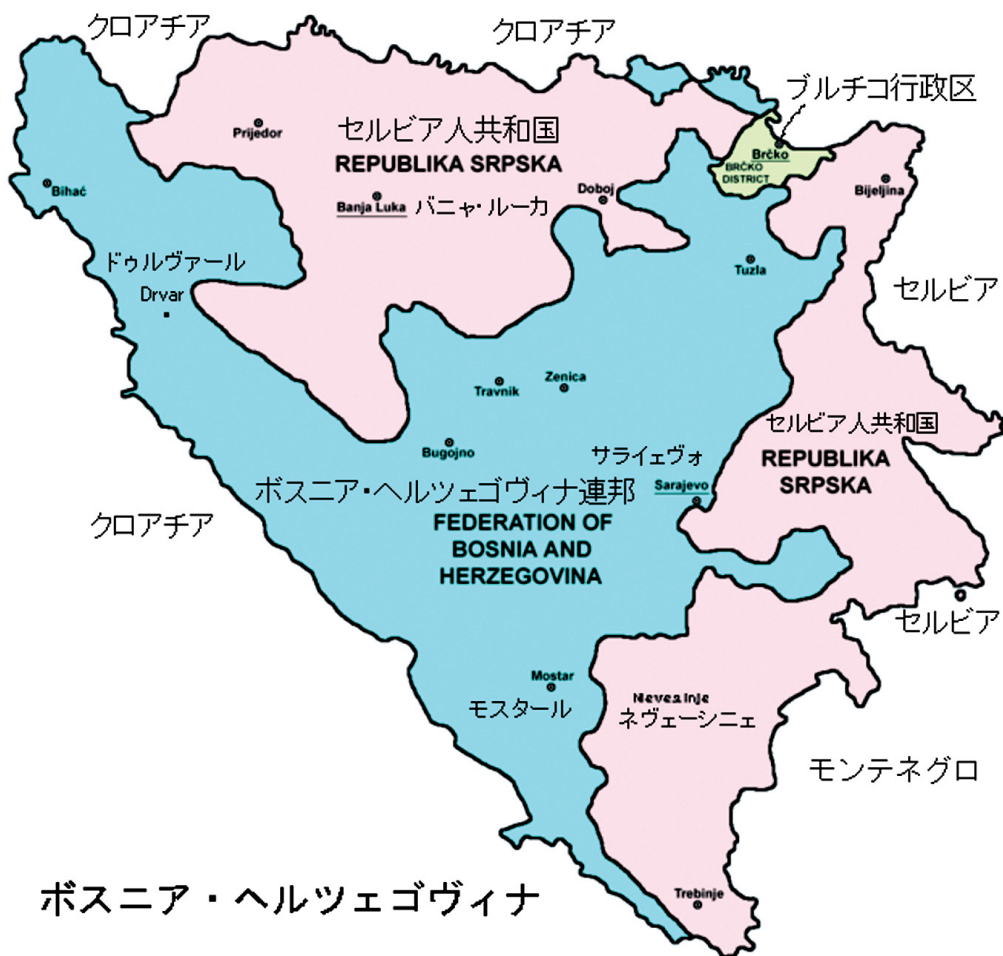 クロアチア
クロアチア
ブルチコ行政区
Prijedor
セルビア人共和国
REPUBLIKA SRPSKA
Brčko
BRČKO
DISTRICT
Bihać
Banja Luka バニャ・ルーカ
Doboj
Bijeljina
ドゥルヴァール
Drvar
Tuzla
セルビア
Travnik
Zenica
Bugojno
セルビア人共和国
REPUBLIKA
SRPSKA
サライェヴォ
Sarajevo
ボスニア・ヘルツェゴヴィナ連邦
FEDERATION OF
BOSNIA AND
HERZEGOVINA
クロアチア
セルビア
Mostar
モスタール
Nevesinje
ネヴェーシニェ
モンテネグロ
Trebinje
ボスニア・ヘルツェゴヴィナ